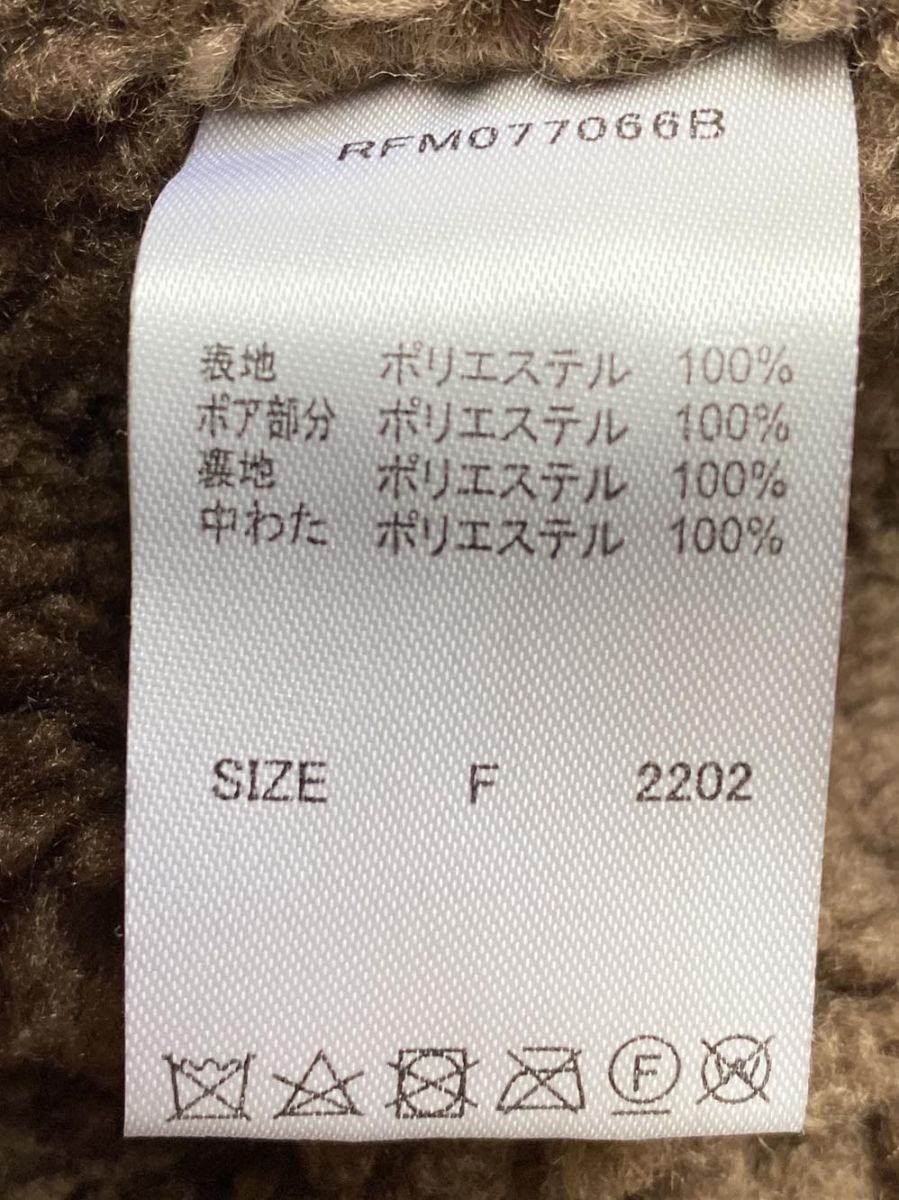 RFM077066B
表地 ポリエステル 100%
ボア部分 ポリエステル 100%
裏地 ポリエステル 100%
中わた ポリエステル 100%
SIZE F 2202
F W